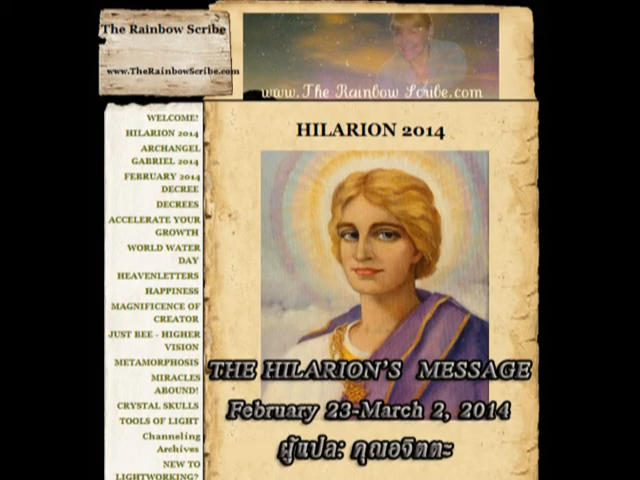 The Rainbow Scribe
www.TheRainbowScribe.com
www.The Rainbow Scribe.com
WELCOME!
HILARION 2014
ARCHANGEL
GABRIEL 2014
FEBRUARY 2014
DECREE
DECREES
ACCELERATE YOUR
GROWTH
WORLD WATER
DAY
HEAVENLETTERS
HAPPINESS
MAGNIFICENCE OF
CREATOR
JUST BEE - HIGHER
VISION
METAMORPHOSIS
MIRACLES
ABOUND!
CRYSTAL SKULLS
TOOLS OF LIGHT
Channeling
Archives
NEW TO
LIGHTWORKING?
HILARION 2014
THE HILARION'S MESSAGE
February 23-March 2, 2014
ผู้แปล: คุณอจิตตะ